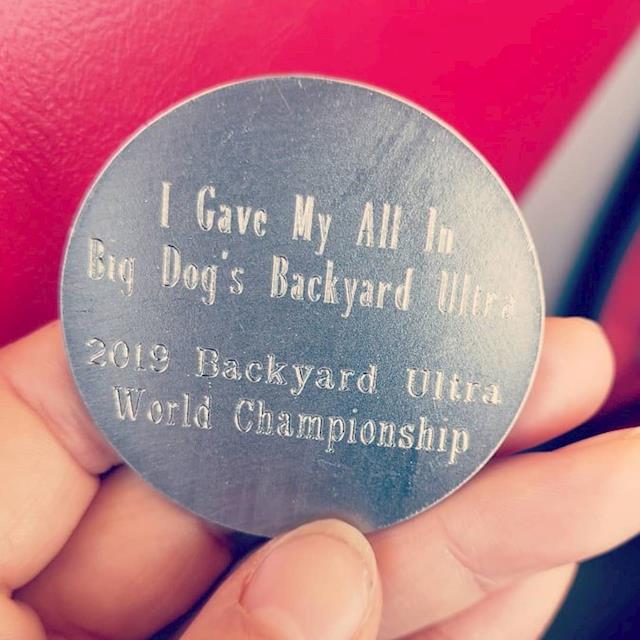 I Gave My All In
Big Dog's Backyard Ultra
2019 Backyard Ultra
World Championship